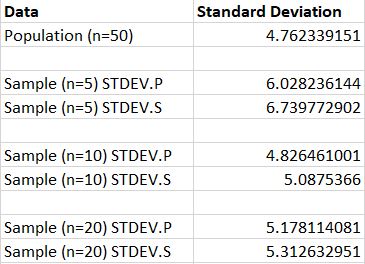 Data Standard Deviation
Population (n=50) 4.762339151
Sample (n=5) STDEV.P 6.028236144
Sample (n=5) STDEV.S 6.739772902
Sample (n=10) STDEV.P 4.826461001
Sample (n=10) STDEV.S 5.0875366
Sample (n=20) STDEV.P 5.178114081
Sample (n=20) STDEV.S 5.312632951